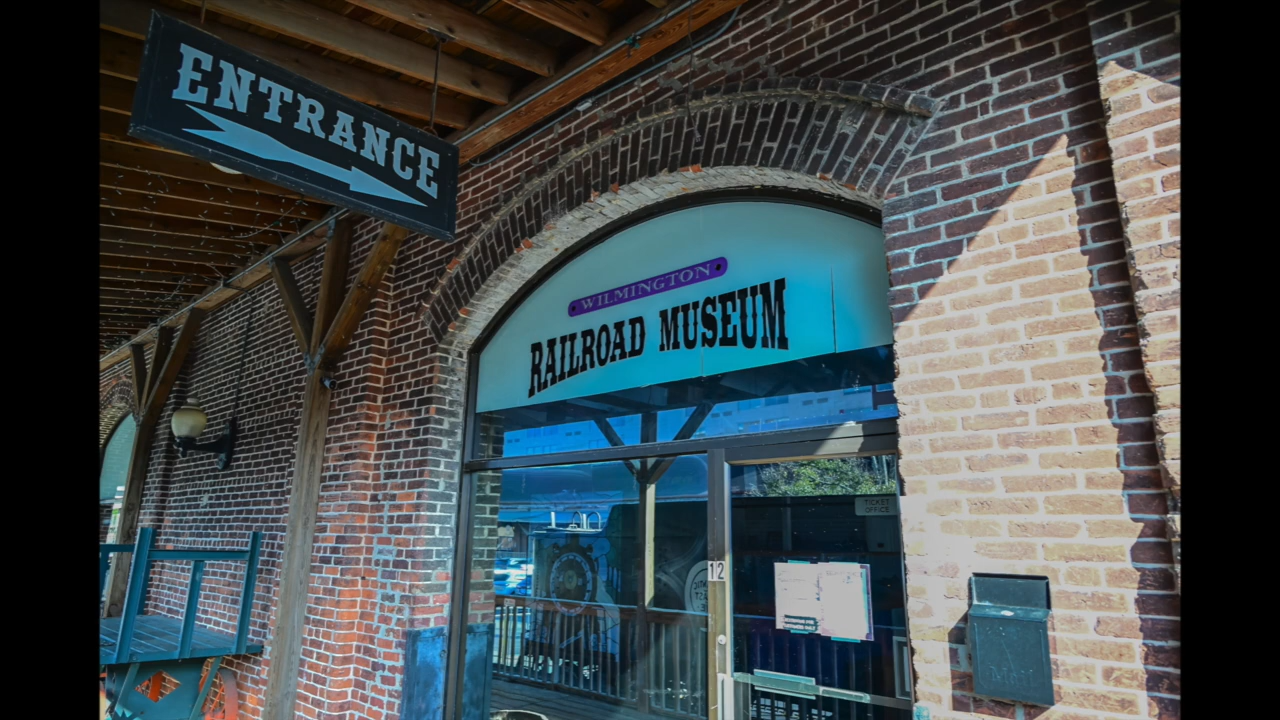 ENTRANCE
WILMINGTON
RAILROAD MUSEUM
TICKET
OFFICE
12